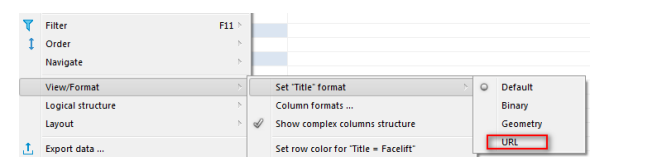 Filter F11
Order
Navigate
View/Format
Logical structure
Layout
Export data ...
Set "Title" format
Column formats ...
Show complex columns structure
Set row color for "Title = Facelift"
Default
Binary
Geometry
URL